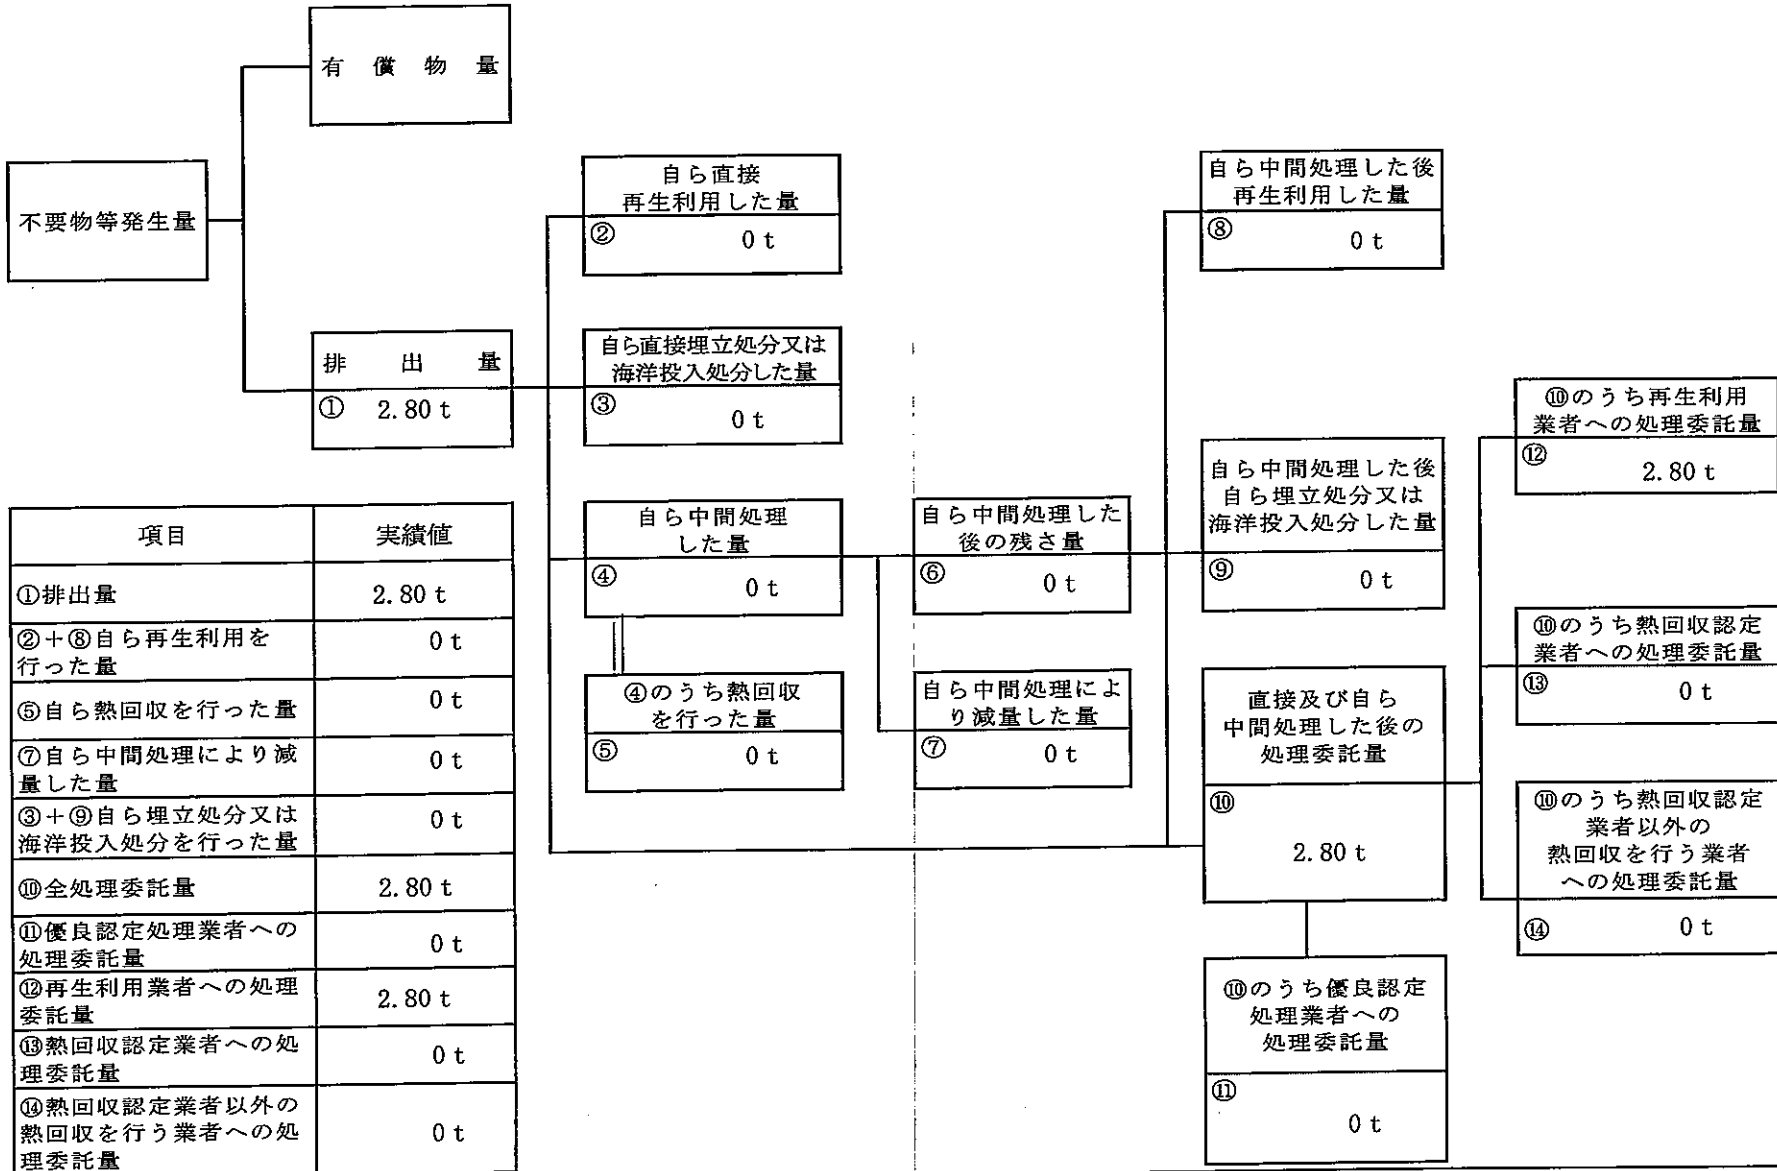 有償物量
不要物等発生量
排出量
① 2.80 t
自ら直接
再生利用した量
② 0 t
自ら直接埋立処分又は
海洋投入処分した量
③ 0 t
自ら中間処理
した量
④ 0 t
④のうち熱回収
を行った量
⑤ 0 t
自ら中間処理した
後の残さ量
⑥ 0 t
自ら中間処理によ
り減量した量
⑦ 0 t
自ら中間処理した後
再生利用した量
⑧ 0 t
自ら中間処理した後
自ら埋立処分又は
海洋投入処分した量
⑨ 0 t
直接及び自ら
中間処理した後の
処理委託量
⑩
2.80 t
⑩のうち優良認定
処理業者への
処理委託量
⑪
0 t
⑩のうち再生利用
業者への処理委託量
⑫
2.80 t
⑩のうち熱回収認定
業者への処理委託量
⑬ 0 t
⑩のうち熱回収認定
業者以外の
熱回収を行う業者
への処理委託量
⑭ 0 t
項目 実績値
①排出量 2.80 t
②+⑧自ら再生利用を
行った量 0 t
⑤自ら熱回収を行った量 0 t
⑦自ら中間処理により減
量した量 0 t
③+⑨自ら埋立処分又は
海洋投入処分を行った量 0 t
⑩全処理委託量 2.80 t
⑪優良認定処理業者への
処理委託量 0 t
⑫再生利用業者への処理
委託量 2.80 t
⑬熱回収認定業者への処
理委託量 0 t
⑭熱回収認定業者以外の
熱回収を行う業者への処
理委託量 0 t